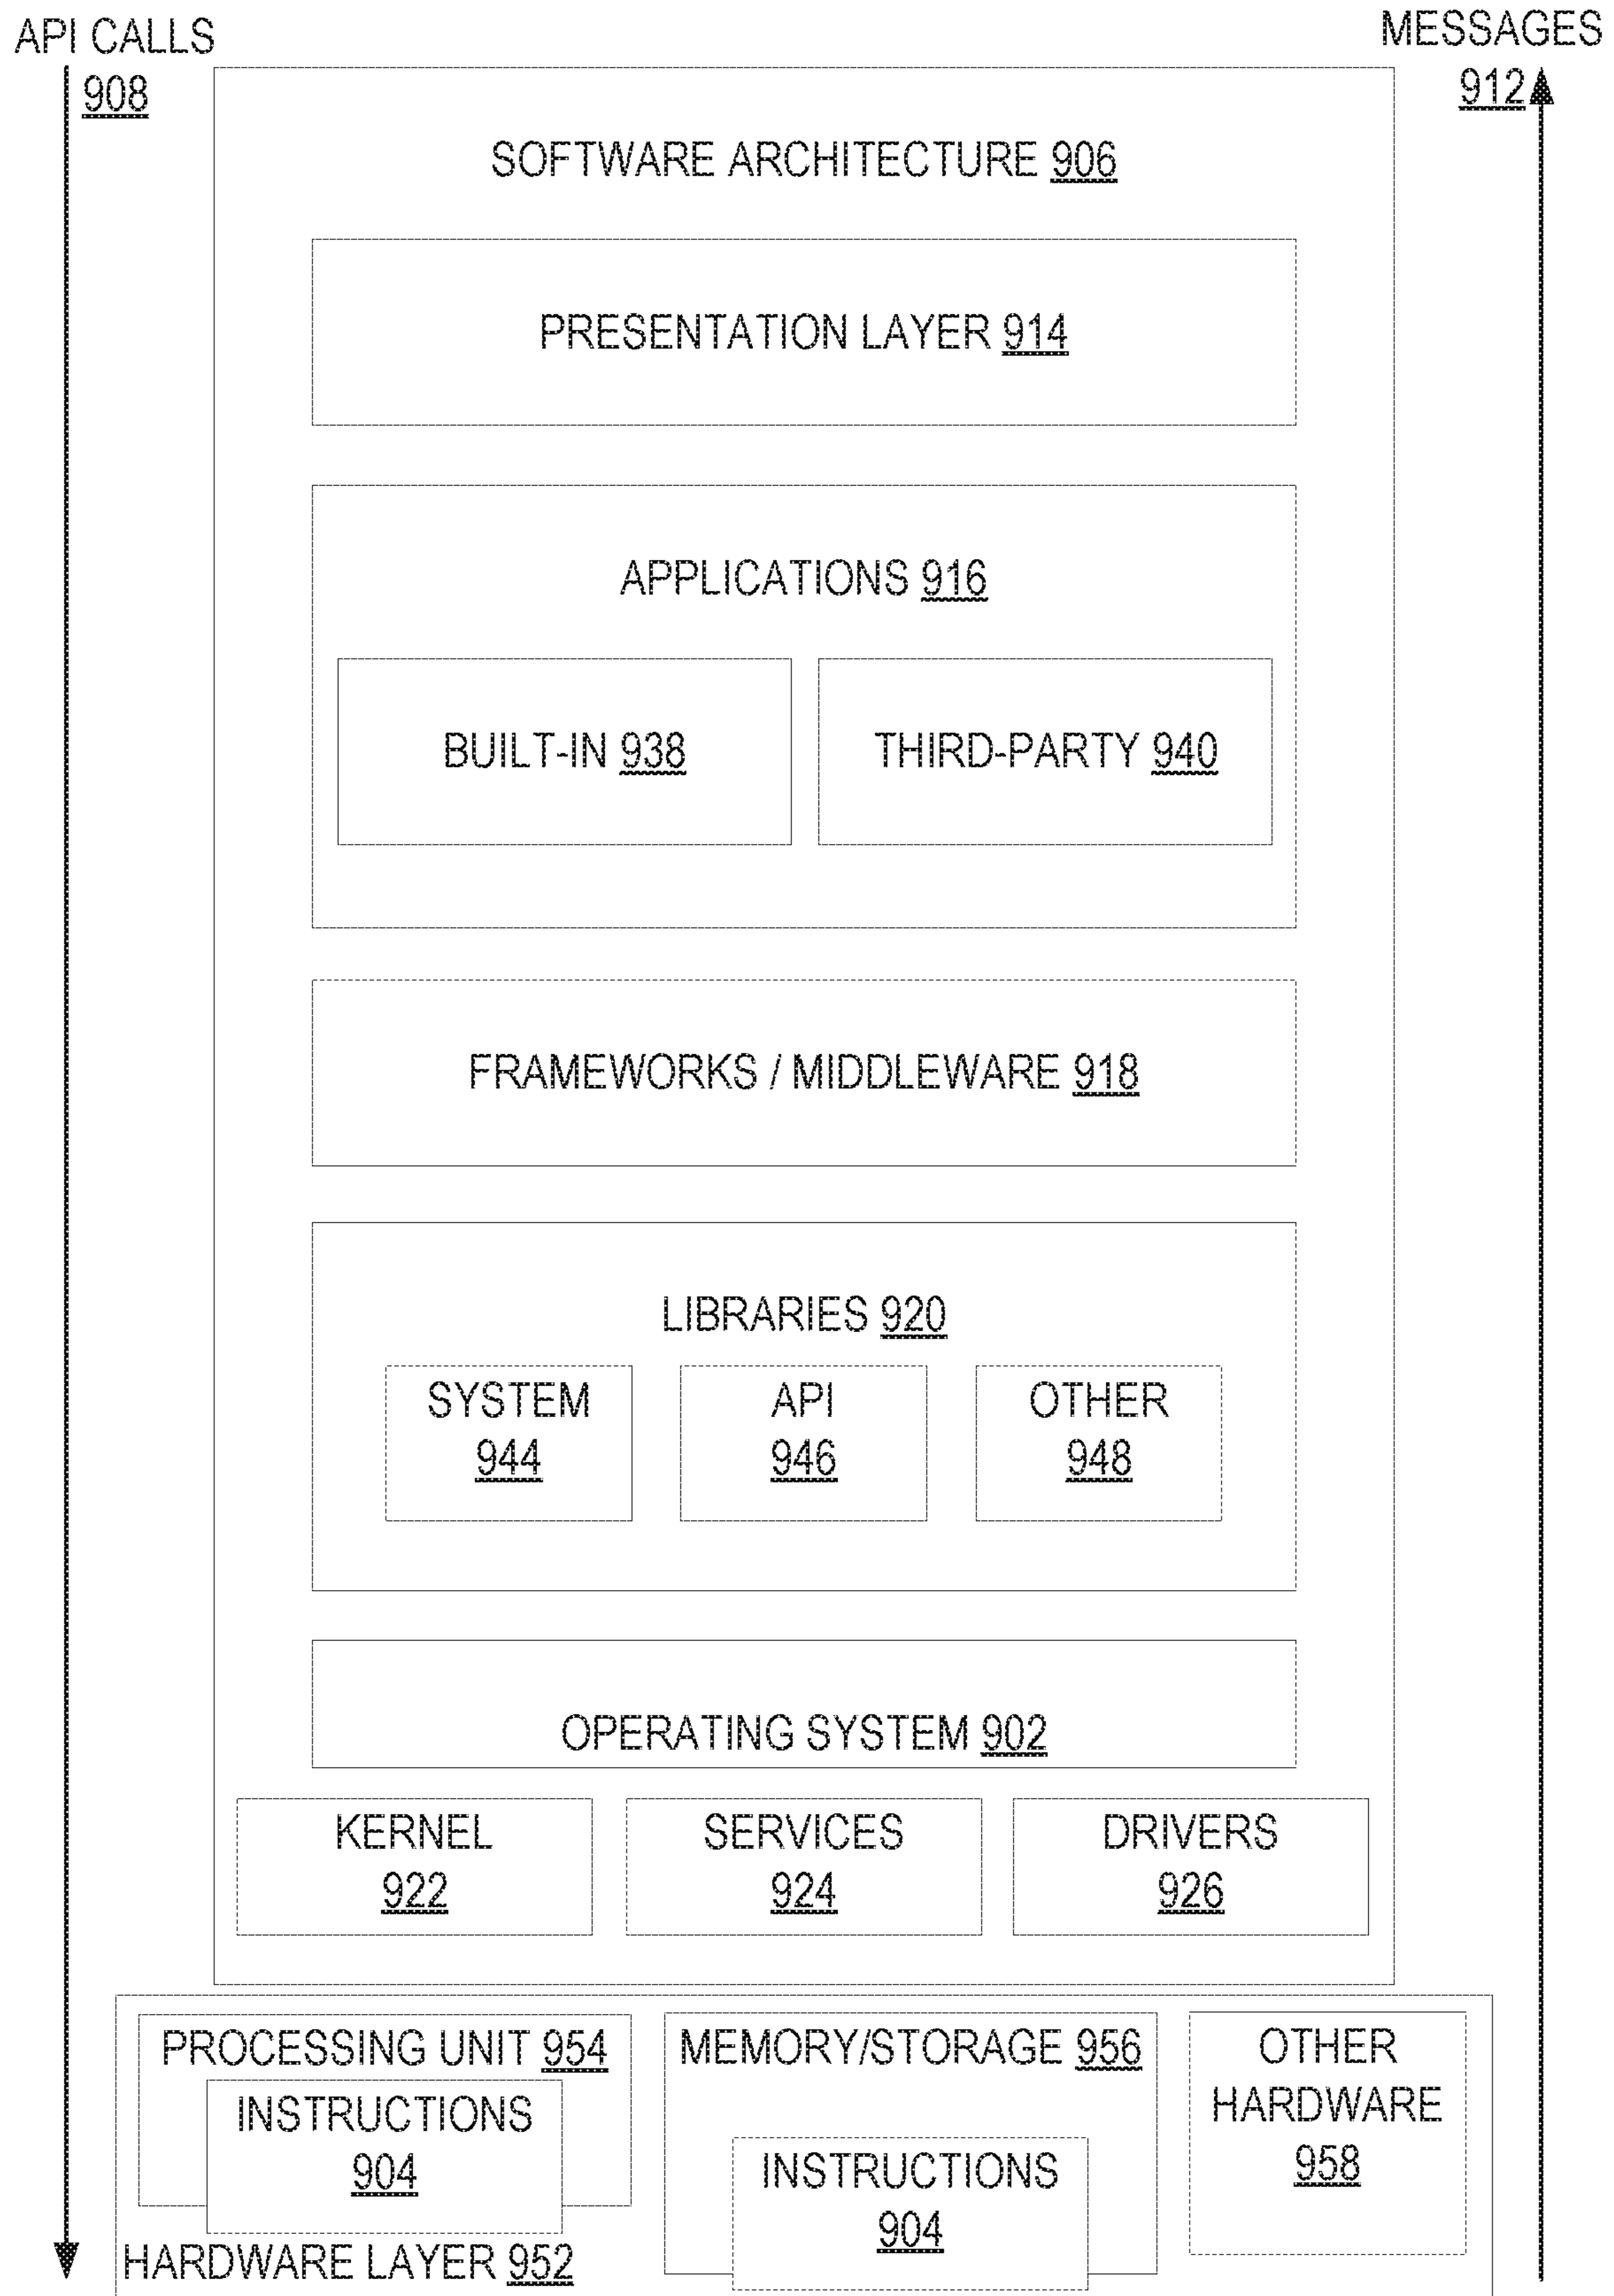 API CALLS
908
MESSAGES
912
SOFTWARE ARCHITECTURE 906
PRESENTATION LAYER 914
APPLICATIONS 916
BUILT-IN 938
THIRD-PARTY 940
FRAMEWORKS / MIDDLEWARE 918
LIBRARIES 920
SYSTEM
944
API
946
OTHER
948
OPERATING SYSTEM 902
KERNEL
922
SERVICES
924
DRIVERS
926
PROCESSING UNIT 954
INSTRUCTIONS
904
MEMORY/STORAGE 956
INSTRUCTIONS
904
OTHER
HARDWARE
958
HARDWARE LAYER 952